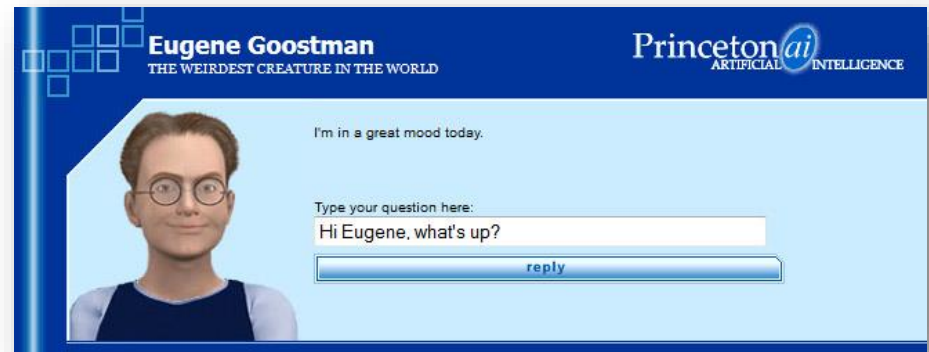 Eugene Goostman
THE WEIRDEST CREATURE IN THE WORLD
Princeton ai
ARTIFICIAL INTELLIGENCE
I'm in a great mood today.
Type your question here:
Hi Eugene, what's up?
reply